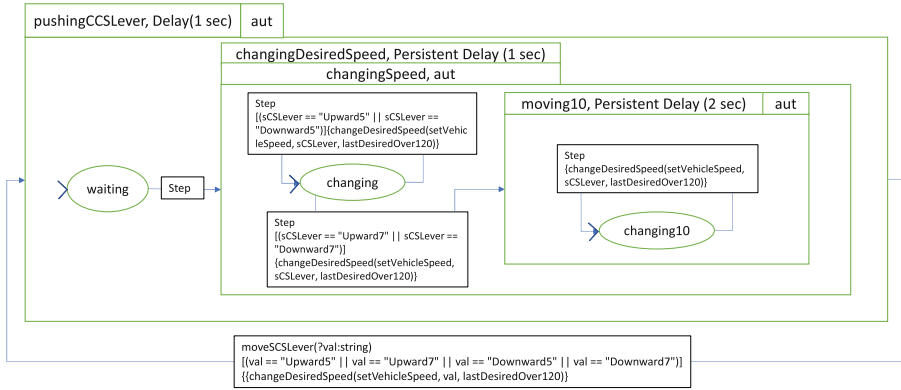 pushingCCSLever, Delay(1 sec) aut
changingDesiredSpeed, Persistent Delay (1 sec)
changingSpeed, aut
Step
[(sCSLever == "Upward5" || sCSLever ==
"Downward5")]{changeDesiredSpeed(setVehic
leSpeed, sCSLever, lastDesiredOver120)}
moving10, Persistent Delay (2 sec) aut
Step
{changeDesiredSpeed(setVehicleSpeed,
sCSLever, lastDesiredOver120)}
waiting
Step
changing
Step
[(sCSLever == "Upward7" || sCSLever ==
"Downward7")]
{changeDesiredSpeed(setVehicleSpeed,
sCSLever, lastDesiredOver120)}
changing10
moveSCSLever(?val:string)
[(val == "Upward5" || val == "Upward7" || val == "Downward5" || val == "Downward7")]
{{changeDesiredSpeed(setVehicleSpeed, val, lastDesiredOver120)}